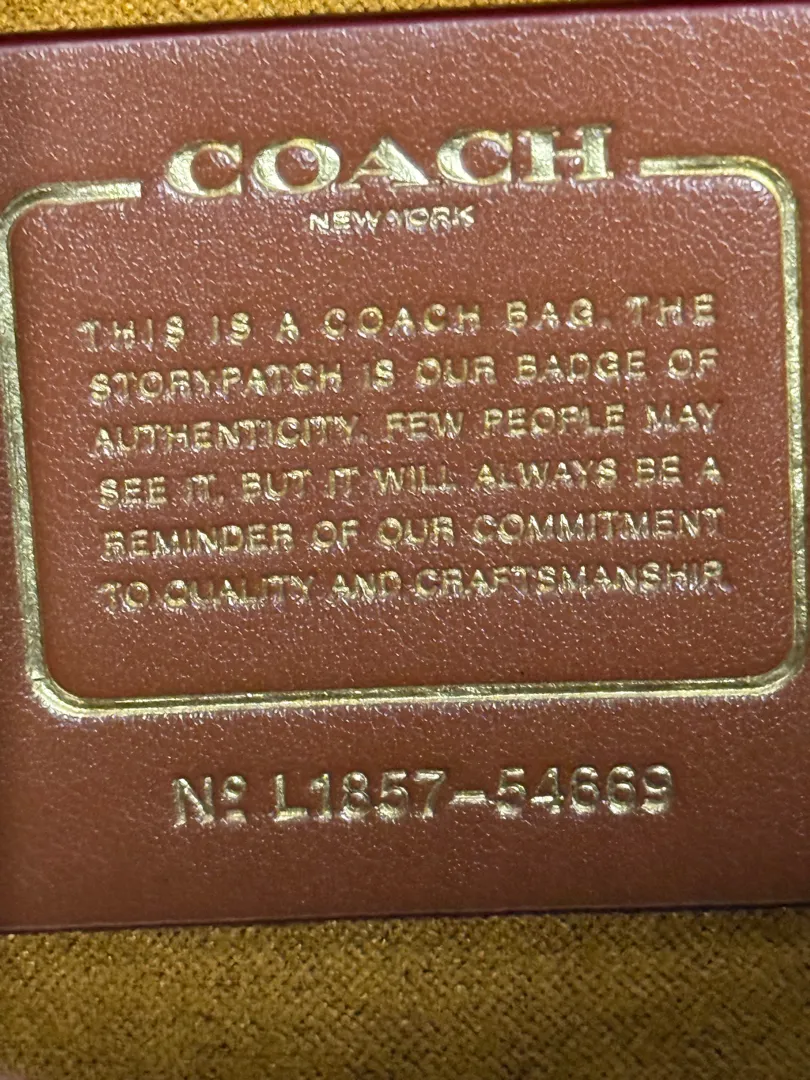 COACH
NEW YORK
THIS IS A COACH BAG. THE
STORYPATCH IS OUR BADGE OF
AUTHENTICITY. FEW PEOPLE MAY
SEE IT, BUT IT WILL ALWAYS BE A
REMINDER OF OUR COMMITMENT
TO QUALITY AND CRAFTSMANSHIP.
Nº L1857-54669